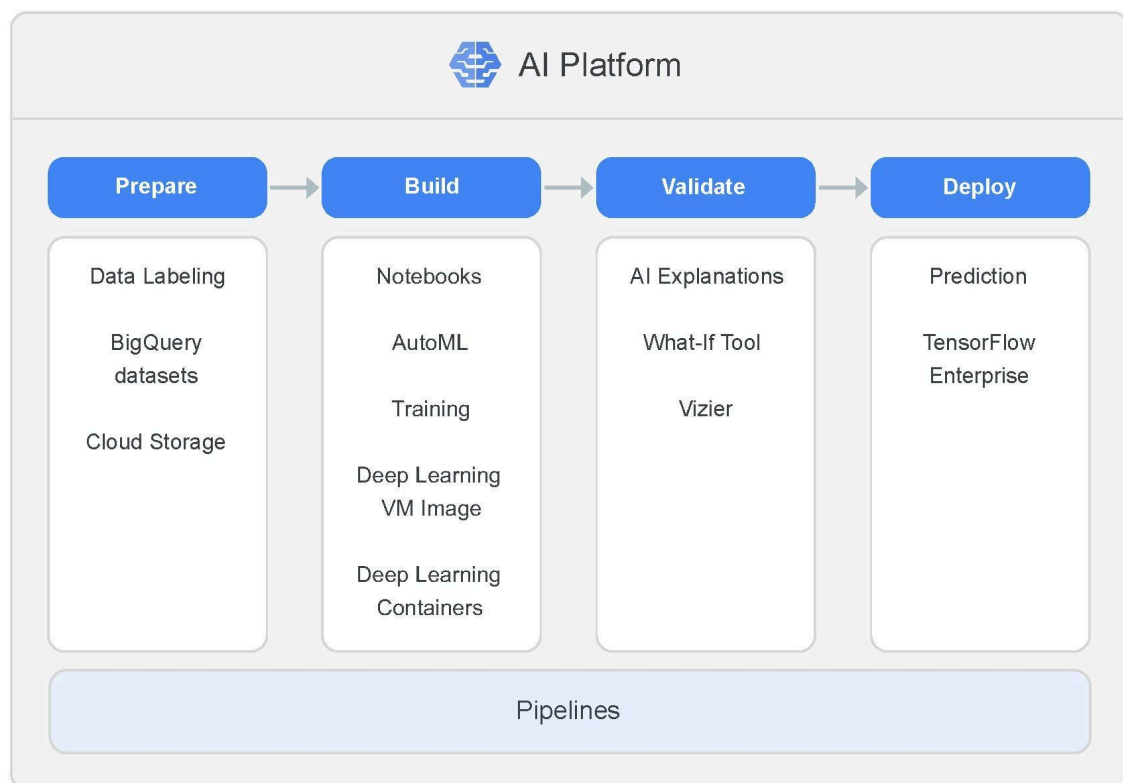 AI Platform
Prepare
Build
Validate
Deploy
Data Labeling
BigQuery
datasets
Cloud Storage
Notebooks
AutoML
Training
Deep Learning
VM Image
Deep Learning
Containers
AI Explanations
What-If Tool
Vizier
Prediction
TensorFlow
Enterprise
Pipelines